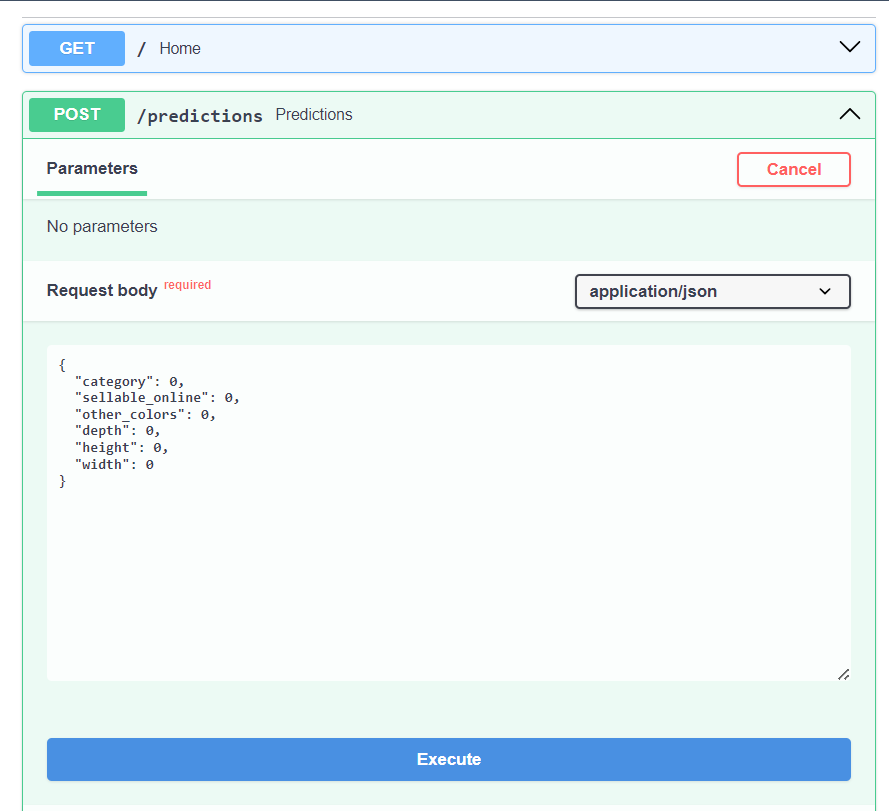 GET / Home
POST /predictions Predictions
Parameters
Cancel
No parameters
Request body required
application/json
{
  "category": 0,
  "sellable_online": 0,
  "other_colors": 0,
  "depth": 0,
  "height": 0,
  "width": 0
}
Execute